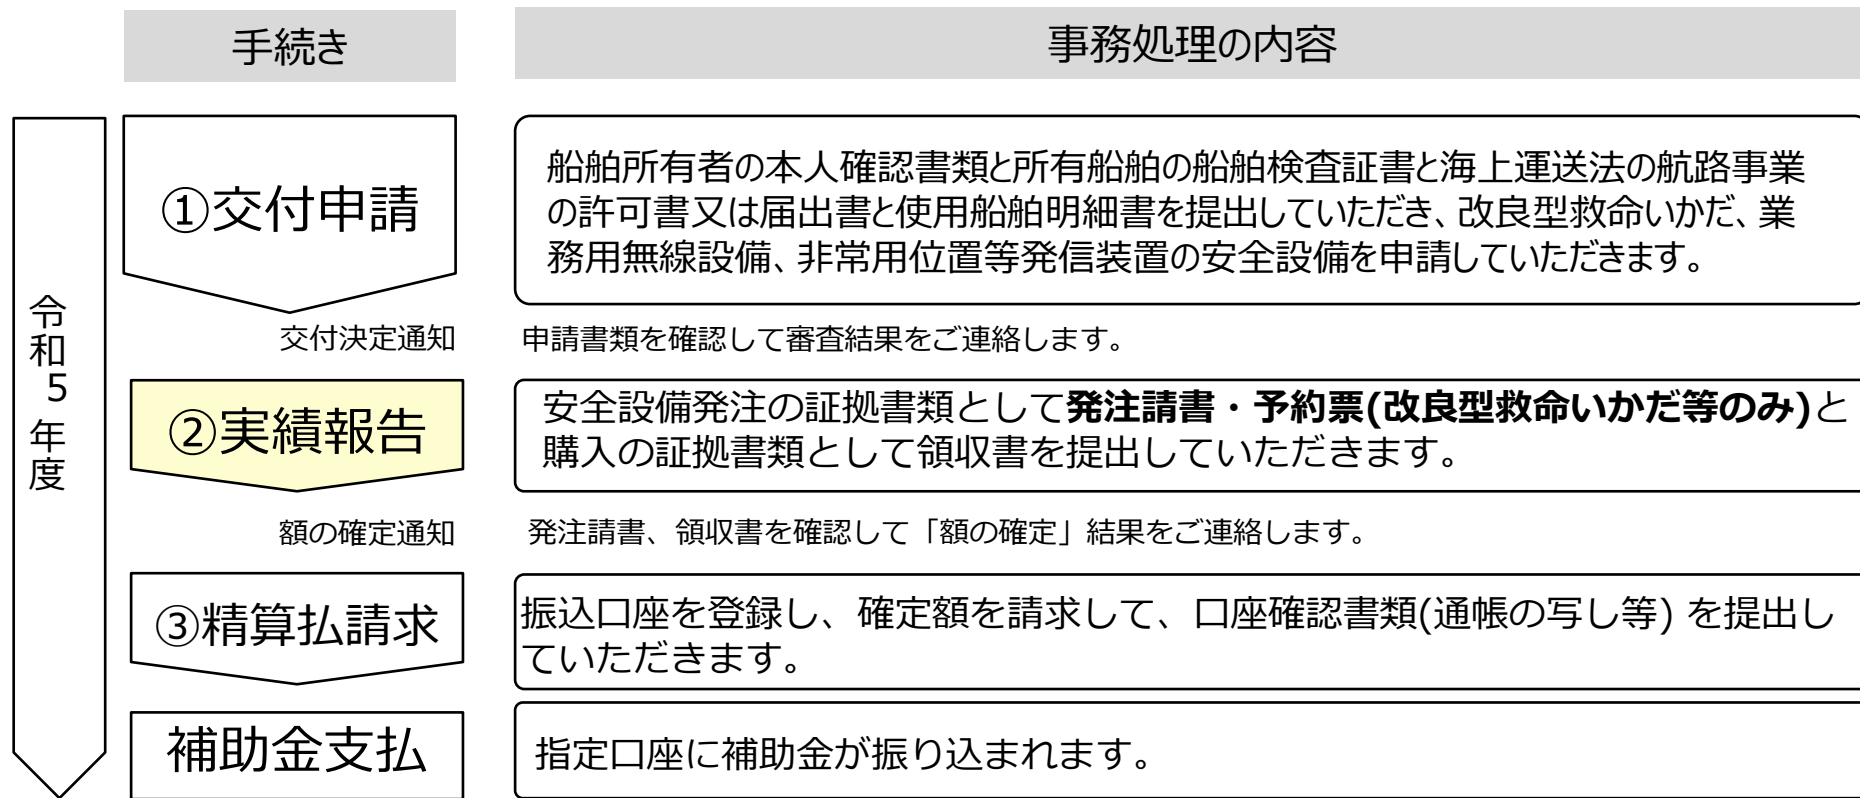 手続き
事務処理の内容
令和5年度
①交付申請
船舶所有者の本人確認書類と所有船舶の船舶検査証書と海上運送法の航路事業
の許可書又は届出書と使用船舶明細書を提出していただき、改良型救命いかだ、業
務用無線設備、非常用位置等発信装置の安全設備を申請していただきます。
交付決定通知
申請書類を確認して審査結果をご連絡します。
②実績報告
安全設備発注の証拠書類として発注請書・予約票(改良型救命いかだ等のみ)と
購入の証拠書類として領収書を提出していただきます。
額の確定通知
発注請書、領収書を確認して「額の確定」結果をご連絡します。
③精算払請求
振込口座を登録し、確定額を請求して、口座確認書類(通帳の写し等) を提出し
ていただきます。
補助金支払
指定口座に補助金が振り込まれます。